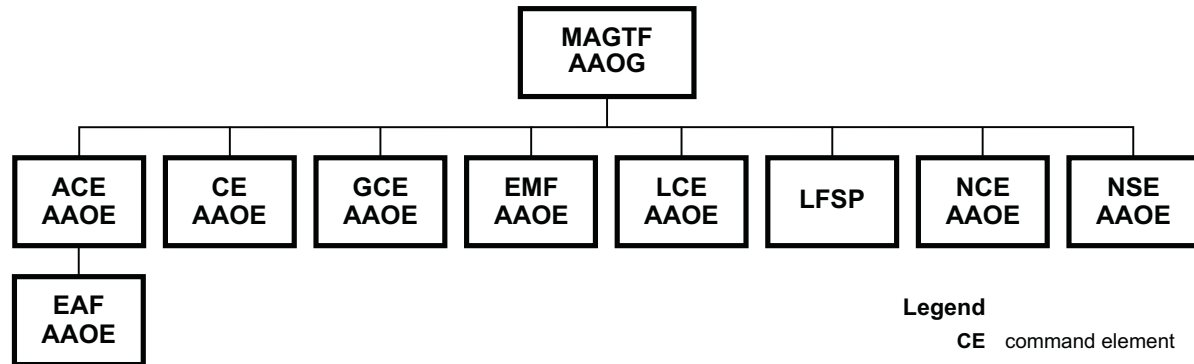 MAGTF
AAOG
ACE
AAOE
CE
AAOE
GCE
AAOE
EMF
AAOE
LCE
AAOE
LFSP
NCE
AAOE
NSE
AAOE
EAF
AAOE
Legend
CE command element